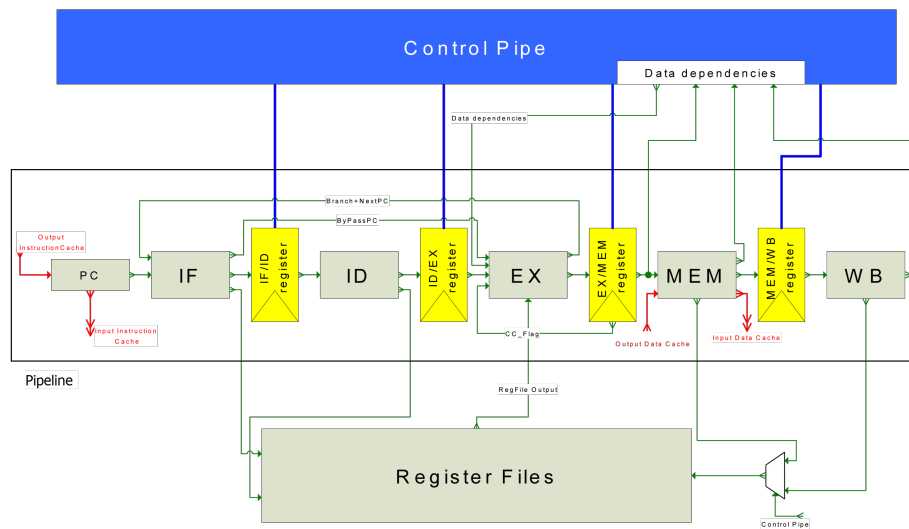 Control Pipe
Data dependencies
Data dependencies
Branch+NextPC
ByPassPC
Output
InstructionCache
PC
IF
IF/ID
register
ID
ID/EX
register
EX
EX/MEM
register
MEM
MEM/WB
register
WB
Input Instruction
Cache
CC_Flag
Output Data Cache
Input Data Cache
Pipeline
RegFile Output
Register Files
Control Pipe